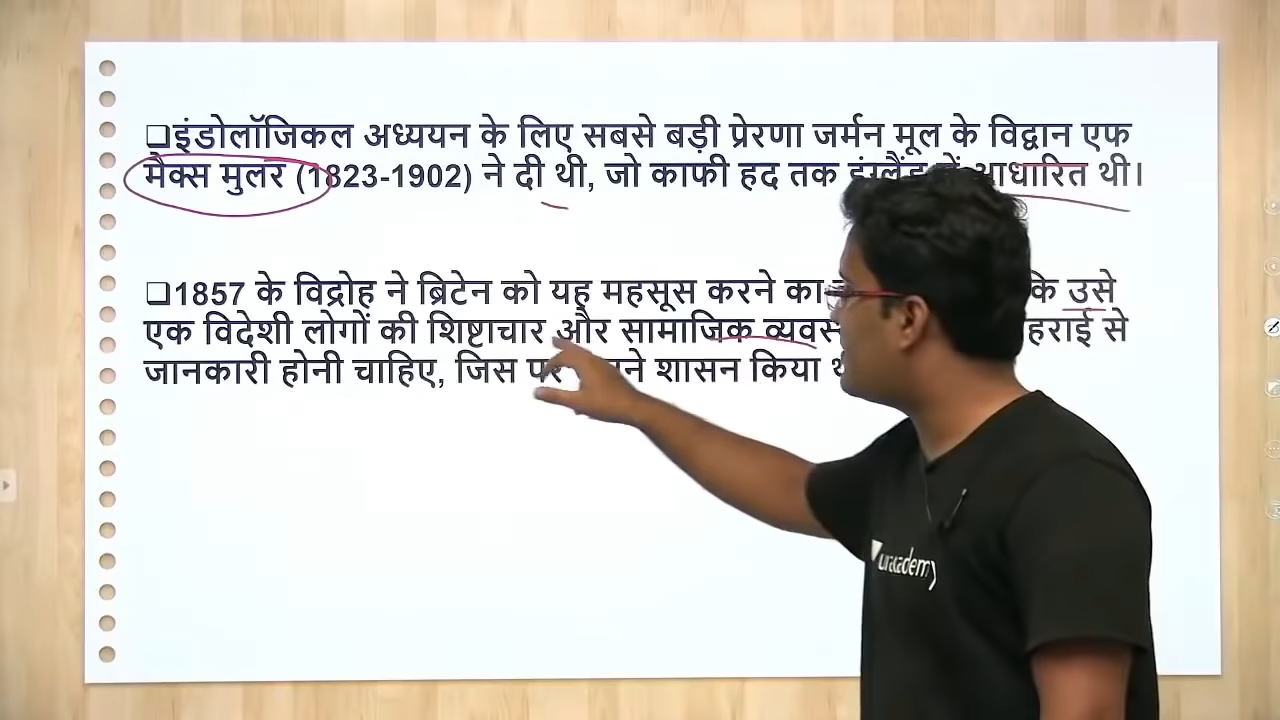 ❑इंडोलॉजिकल अध्ययन के लिए सबसे बड़ी प्रेरणा जर्मन मूल के विद्वान एफ
मैक्स मुलर (1823-1902) ने दी थी, जो काफी हद तक इंग्लैंड में आधारित थी।
❑1857 के विद्रोह ने ब्रिटेन को यह महसूस करने का कि उसे
एक विदेशी लोगों की शिष्टाचार और सामाजिक से
जानकारी होनी चाहिए, जिस पर शासन किया
unacademy